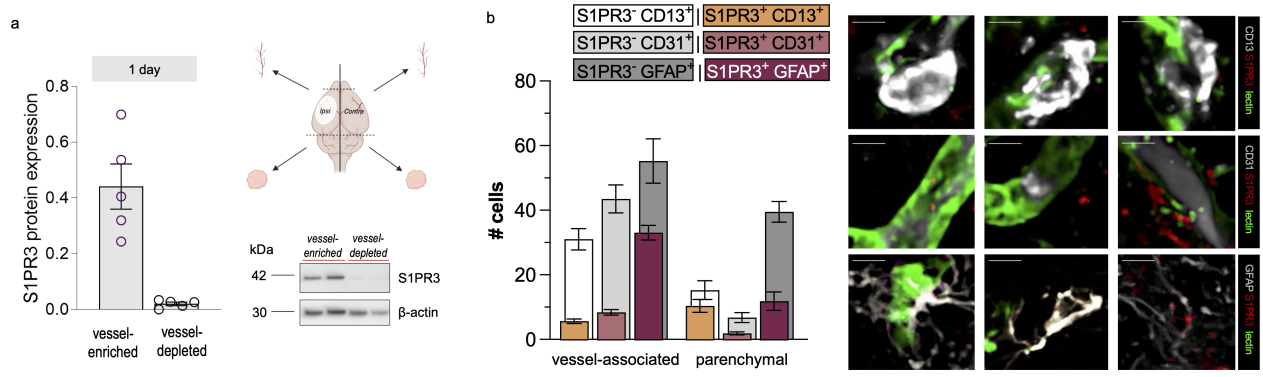 a
1 day
S1PR3 protein expression
0.8
0.6
0.4
0.2
0.0
vessel-
enriched
vessel-
depleted
Ipsi
Contra
kDa
vessel-
enriched
vessel-
depleted
42
S1PR3
30
β-actin
b
S1PR3- CD13+ | S1PR3+ CD13+
S1PR3- CD31+ | S1PR3+ CD31+
S1PR3- GFAP+ | S1PR3+ GFAP+
# cells
80
60
40
20
0
vessel-associated
parenchymal
CD13 S1PR3 lectin
CD31 S1PR3 lectin
GFAP S1PR3 lectin